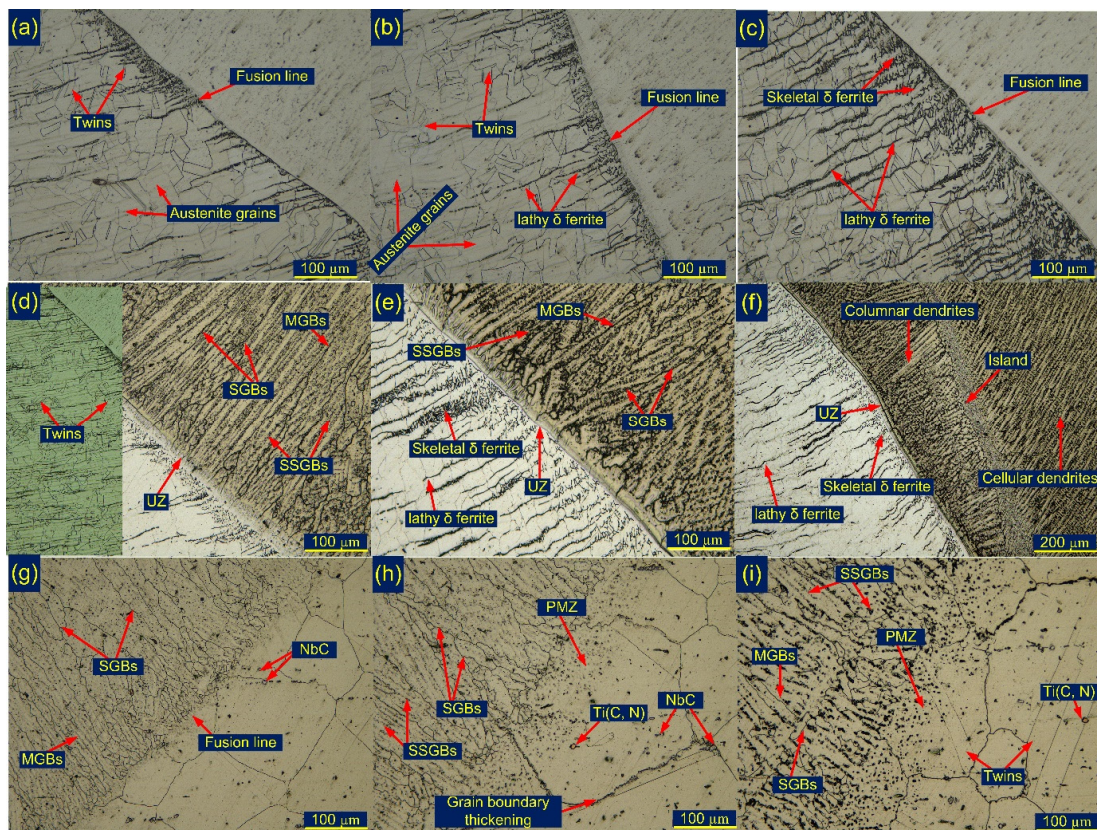 (a)
Fusion line
Twins
Austenite grains
100 µm
(b)
Fusion line
Twins
lathy δ ferrite
Austenite grains
100 µm
(c)
Skeletal δ ferrite
Fusion line
lathy δ ferrite
100 µm
(d)
MGBs
SGBs
Twins
SSGBs
UZ
100 µm
(e)
MGBs
SSGBs
SGBs
Skeletal δ ferrite
UZ
lathy δ ferrite
100 µm
(f)
Columnar dendrites
Island
UZ
Skeletal δ ferrite
Cellular dendrites
lathy δ ferrite
200 µm
(g)
SGBs
NbC
Fusion line
MGBs
100 µm
(h)
PMZ
SGBs
NbC
Ti(C, N)
SSGBs
Grain boundary
thickening
100 µm
(i)
SSGBs
PMZ
MGBs
Ti(C, N)
Twins
SGBs
100 µm